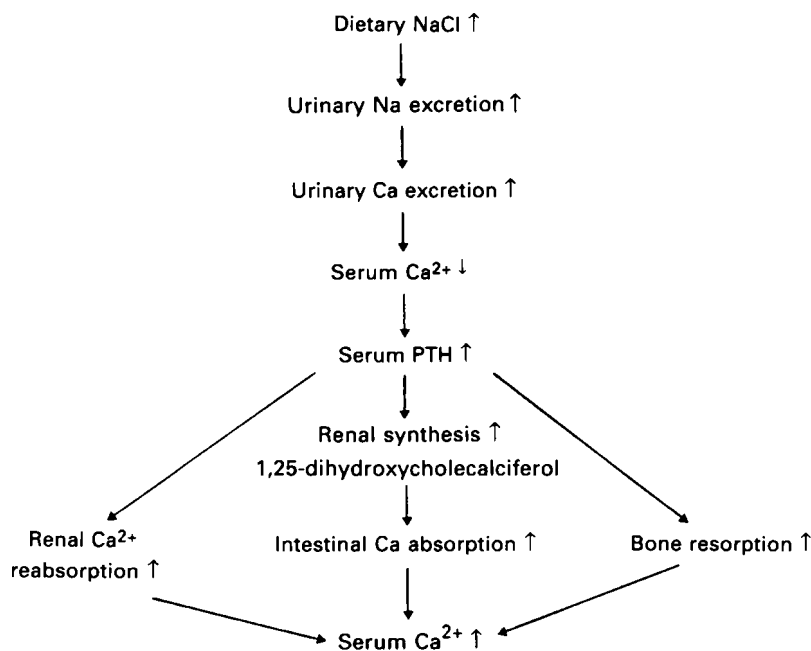 Dietary NaCl ↑
Urinary Na excretion ↑
Urinary Ca excretion ↑
Serum Ca²⁺ ↓
Serum PTH ↑
Renal synthesis ↑
1,25-dihydroxycholecalciferol
Renal Ca²⁺
reabsorption ↑
Intestinal Ca absorption ↑
Bone resorption ↑
Serum Ca²⁺ ↑